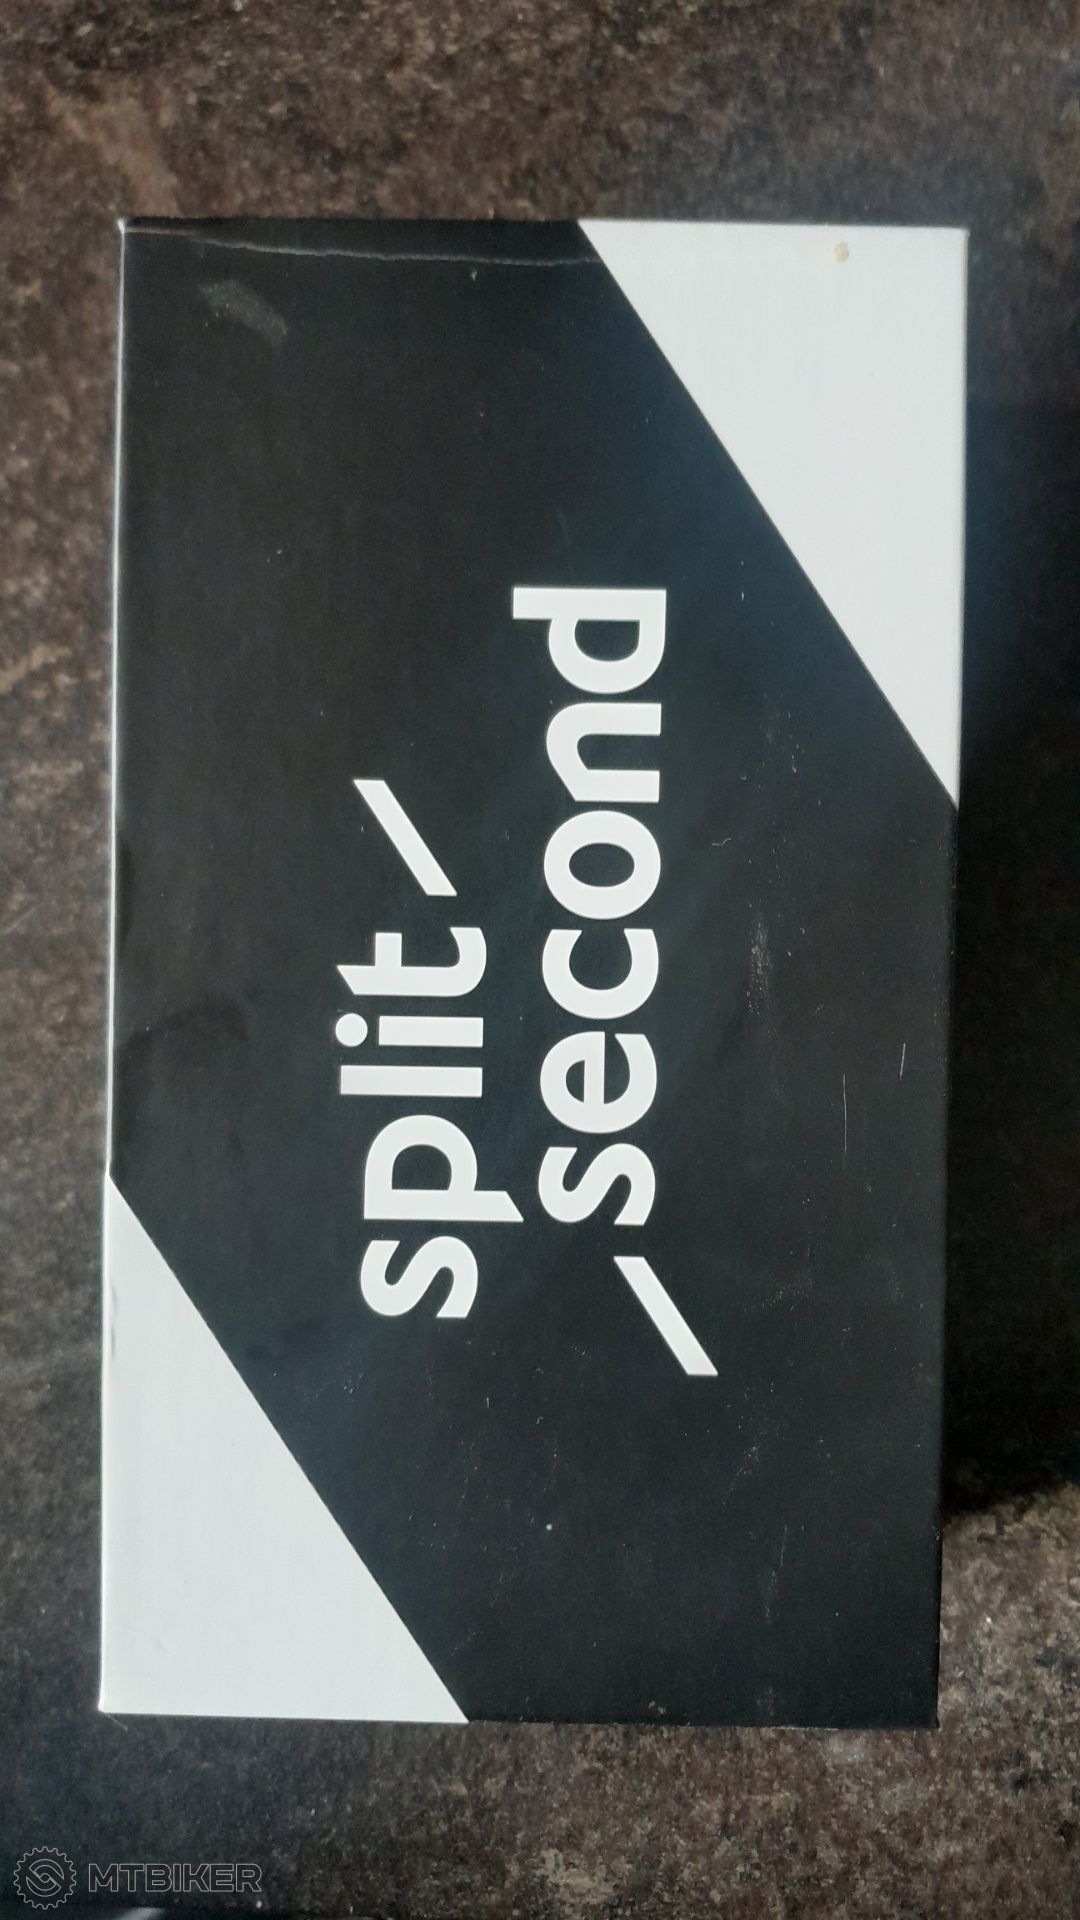 split/
/second
MTBIKER